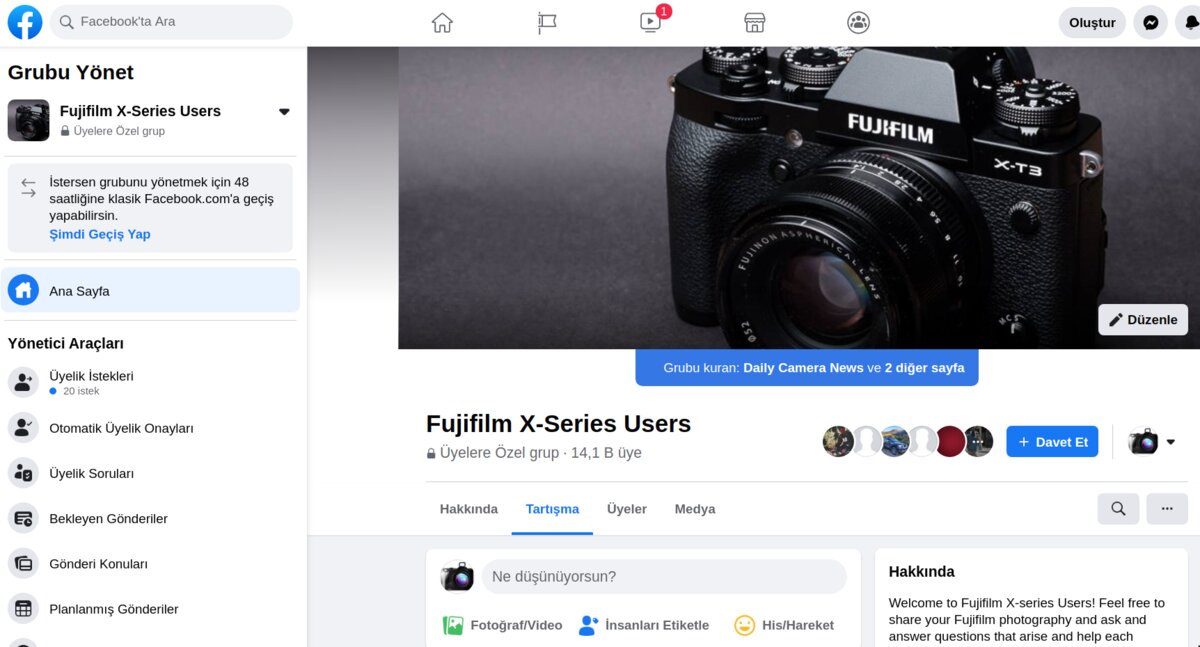 Facebook'ta Ara
1
Oluştur
Grubu Yönet
Fujifilm X-Series Users
Üyelere Özel grup
İstersen grubunu yönetmek için 48
saatliğine klasik Facebook.com'a geçiş
yapabilirsin.
Şimdi Geçiş Yap
Ana Sayfa
Yönetici Araçları
Üyelik İstekleri
20 istek
Otomatik Üyelik Onayları
Üyelik Soruları
Bekleyen Gönderiler
Gönderi Konuları
Planlanmış Gönderiler
FUJIFILM
X-T3
FUJINON ASPHERICAL LENS
Ø52
Düzenle
Grubu kuran: Daily Camera News ve 2 diğer sayfa
Fujifilm X-Series Users
Üyelere Özel grup · 14,1 B üye
+ Davet Et
Hakkında
Tartışma
Üyeler
Medya
Ne düşünüyorsun?
Fotoğraf/Video
İnsanları Etiketle
His/Hareket
Hakkında
Welcome to Fujifilm X-series Users! Feel free to
share your Fujifilm photography and ask and
answer questions that arise and help each